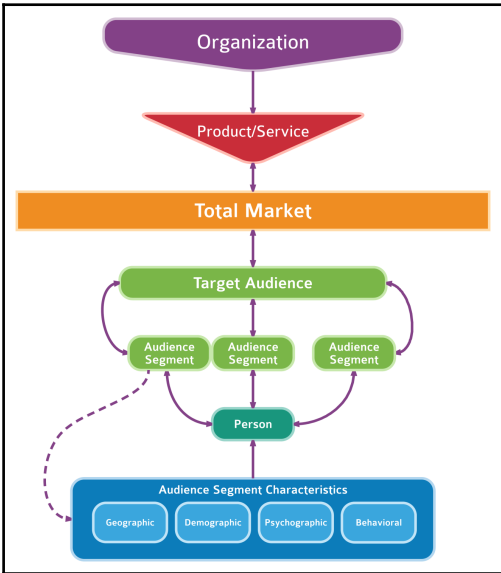 Organization
Product/Service
Total Market
Target Audience
Audience
Segment
Audience
Segment
Audience
Segment
Person
Audience Segment Characteristics
Geographic
Demographic
Psychographic
Behavioral